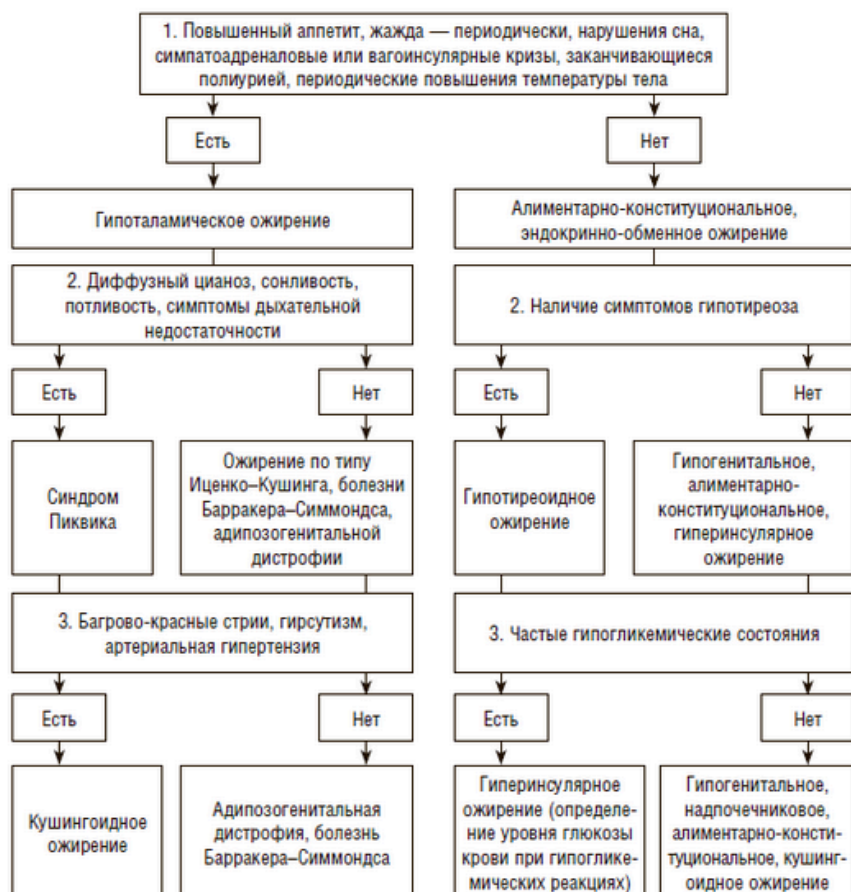 1. Повышенный аппетит, жажда — периодически, нарушения сна,
симпатоадреналовые или вагоинсулярные кризы, заканчивающиеся
полиурией, периодические повышения температуры тела
Есть
Нет
Гипоталамическое ожирение
Алиментарно-конституциональное,
эндокринно-обменное ожирение
2. Диффузный цианоз, сонливость,
потливость, симптомы дыхательной
недостаточности
2. Наличие симптомов гипотиреоза
Есть
Нет
Есть
Нет
Синдром
Пиквика
Ожирение по типу
Иценко–Кушинга, болезни
Барракера–Симмондса,
адипозогенитальной
дистрофии
Гипотиреоидное
ожирение
Гипогенитальное,
алиментарно-
конституциональное,
гиперинсулярное
ожирение
3. Багрово-красные стрии, гирсутизм,
артериальная гипертензия
3. Частые гипогликемические состояния
Есть
Нет
Есть
Нет
Кушингоидное
ожирение
Адипозогенитальная
дистрофия, болезнь
Барракера–Симмондса
Гиперинсулярное
ожирение (определе-
ние уровня глюкозы
крови при гипогликe-
мических реакциях)
Гипогенитальное,
надпочечниковое,
алиментарно-консти-
туциональное, кушинг-
оидное ожирение